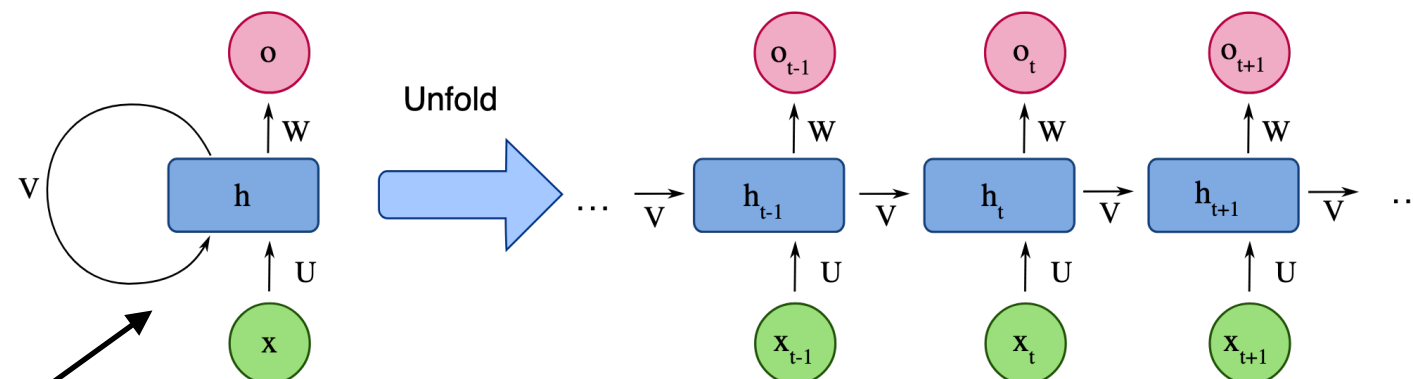 o
o_{t-1}
o_t
o_{t+1}
Unfold
W
W
W
W
V
h
...
V
h_{t-1}
V
h_t
V
h_{t+1}
V
..
U
U
U
U
x
x_{t-1}
x_t
x_{t+1}